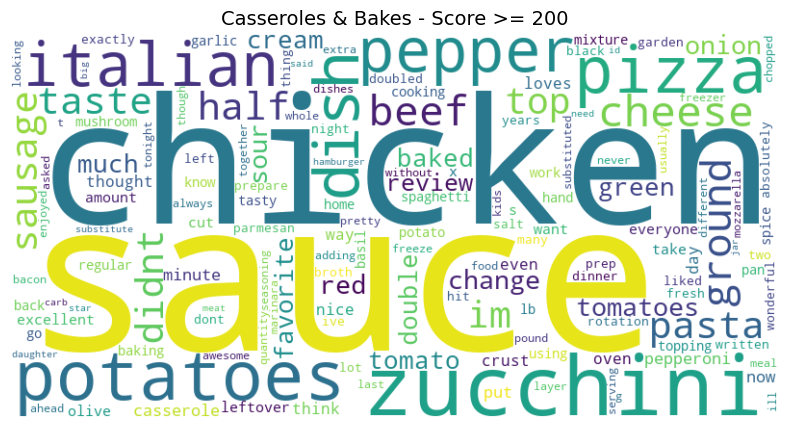 Casseroles & Bakes - Score >= 200
looking exactly garlic cream thing extra said mixture garden onion chopped
big italian doubled pepper black id
taste half dish cooking loves pizza
mushroom t though dishes whole beef top cheese freezer
sausage tonight together sour night hamburger years substituted need usually
asked much left chicken baked without x work never
enjoyed thought know prepare home review kids hand green different mozzarella
amount always tasty spaghetti s salt want everyone spice absolutely
substitute cut parmesan pretty potato many take day jar
didnt favorite way basil adding freeze double even prep two
bacon regular minute sauce red broth food change dinner liked pan ground
back carb star meat quantityseasoning marinara nice hit im lb tomatoes fresh wonderful
excellent dont ive pound rotation pasta
go awesome topping written
daughter baking lot tomato crust using oven pepperoni meal
potatoes last layer zucchini now
ahead olive casserole leftover think put serving ill